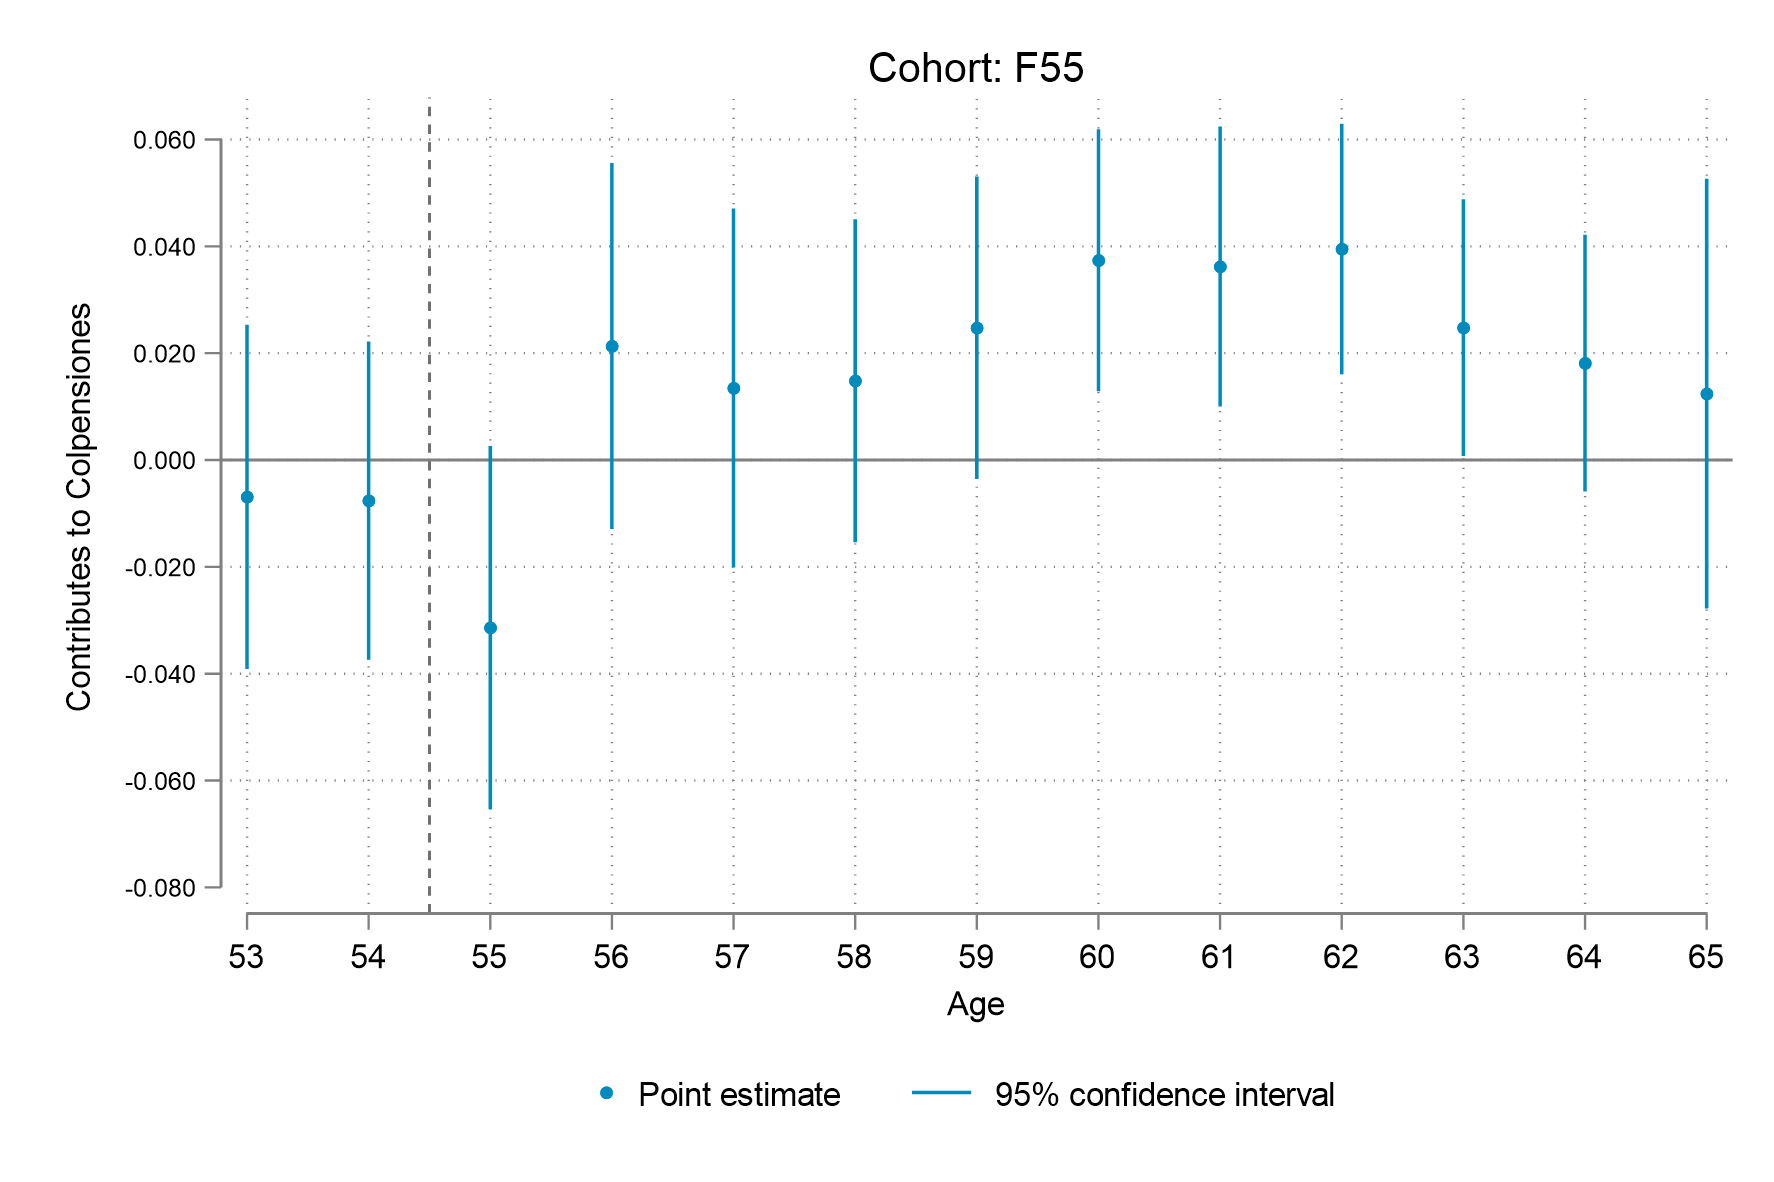 Cohort: F55
0.060
0.040
0.020
0.000
-0.020
-0.040
-0.060
-0.080
Contributes to Colpensiones
53 54 55 56 57 58 59 60 61 62 63 64 65
Age
Point estimate 95% confidence interval